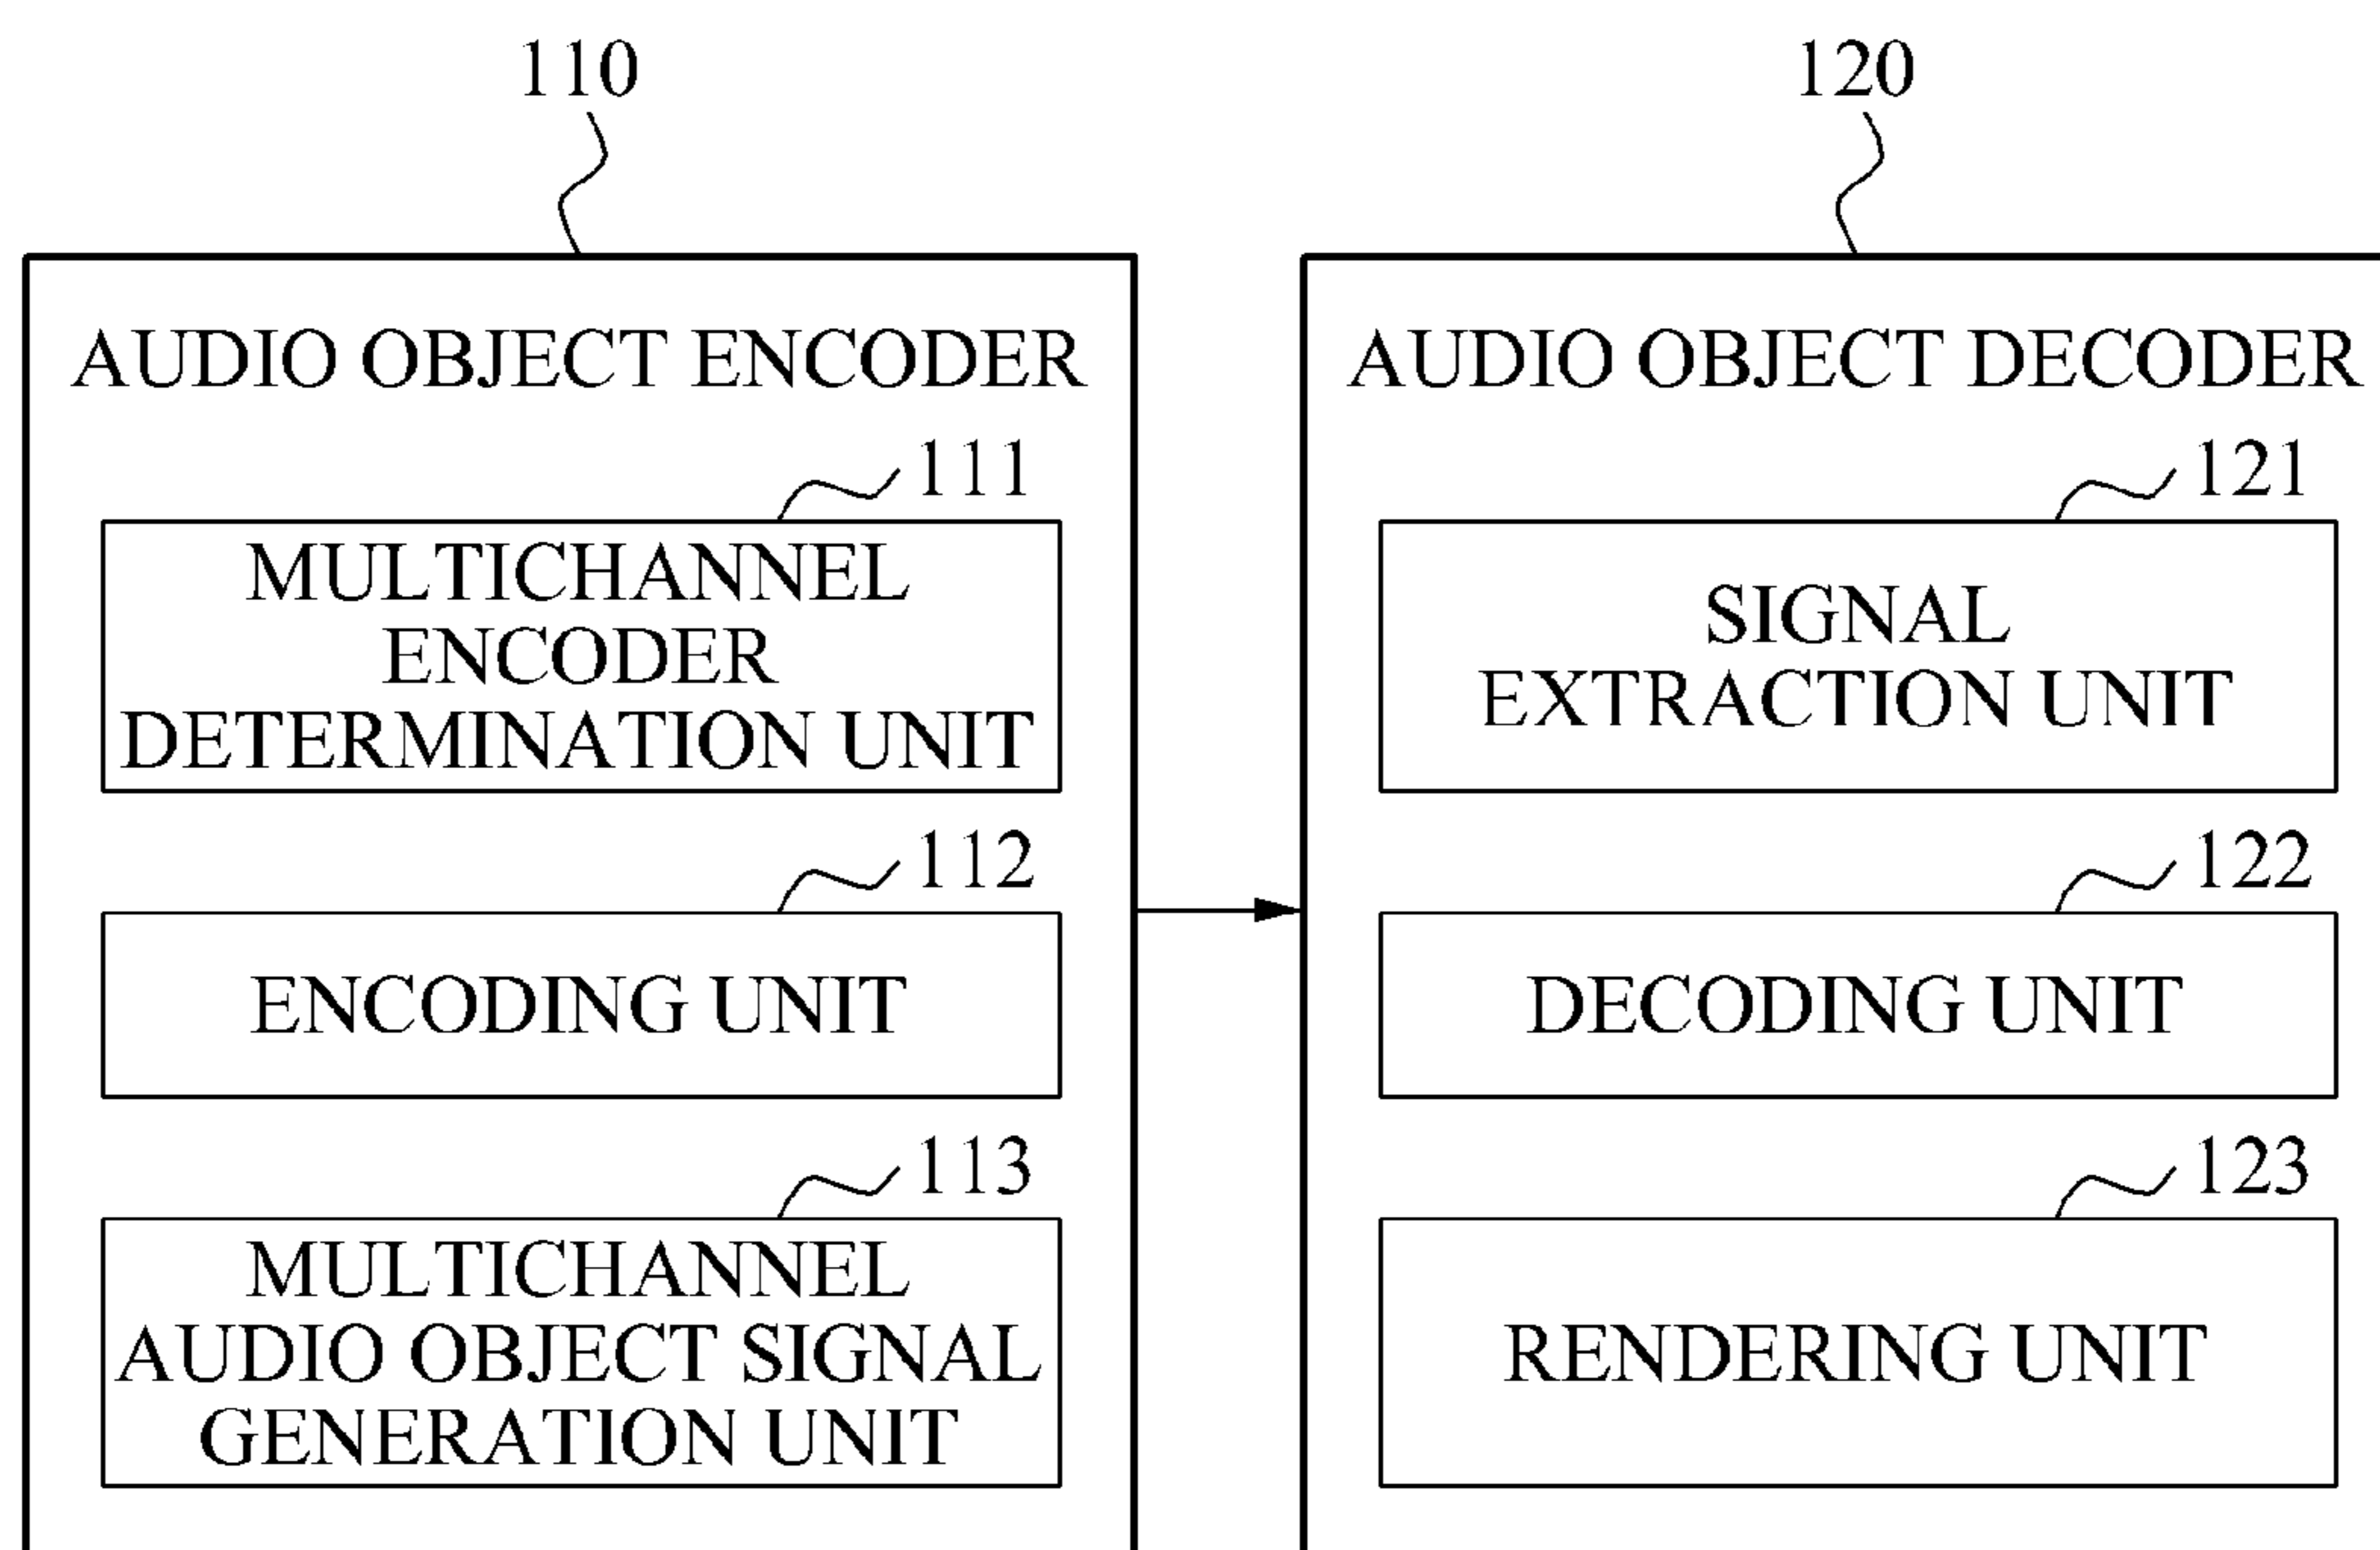 110
AUDIO OBJECT ENCODER
111
MULTICHANNEL
ENCODER
DETERMINATION UNIT
112
ENCODING UNIT
113
MULTICHANNEL
AUDIO OBJECT SIGNAL
GENERATION UNIT
120
AUDIO OBJECT DECODER
121
SIGNAL
EXTRACTION UNIT
122
DECODING UNIT
123
RENDERING UNIT